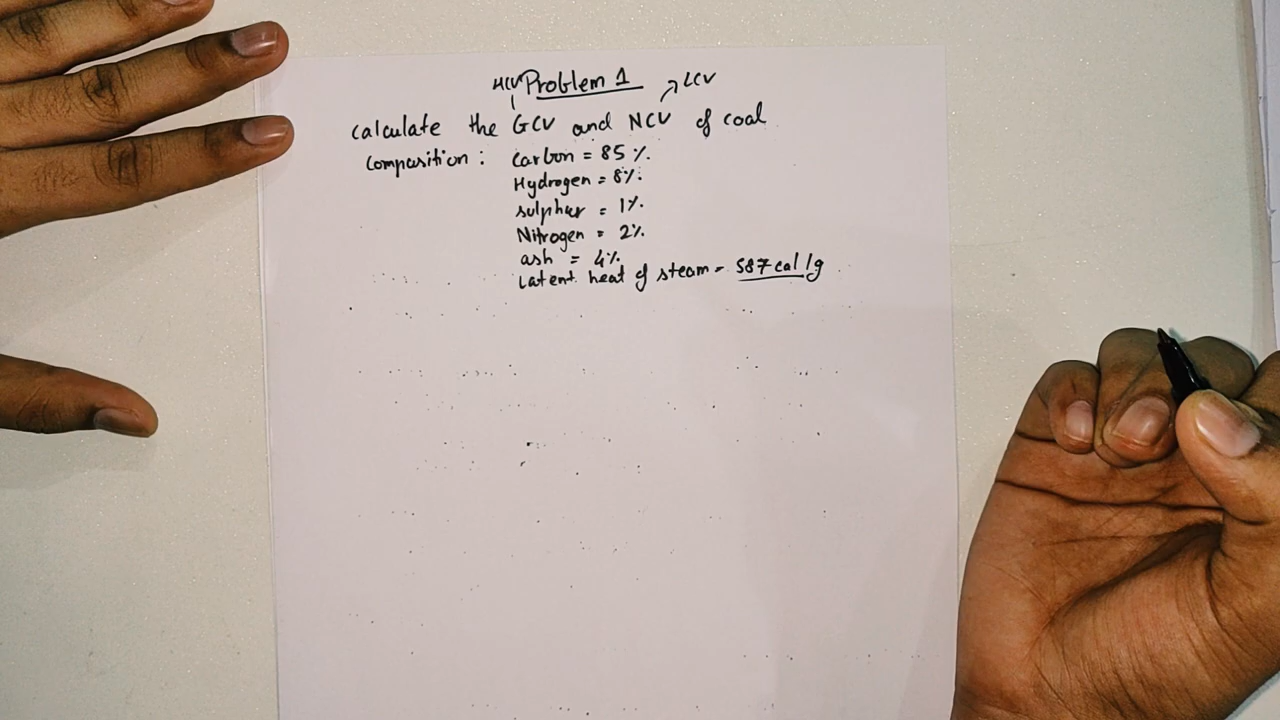 HCV Problem 1 LCV
calculate the GCV and NCV of coal
composition : carbon = 85 %.
Hydrogen = 8%.
sulphur = 1%.
Nitrogen = 2%.
ash = 4%.
Latent heat of steam = 587 cal/g